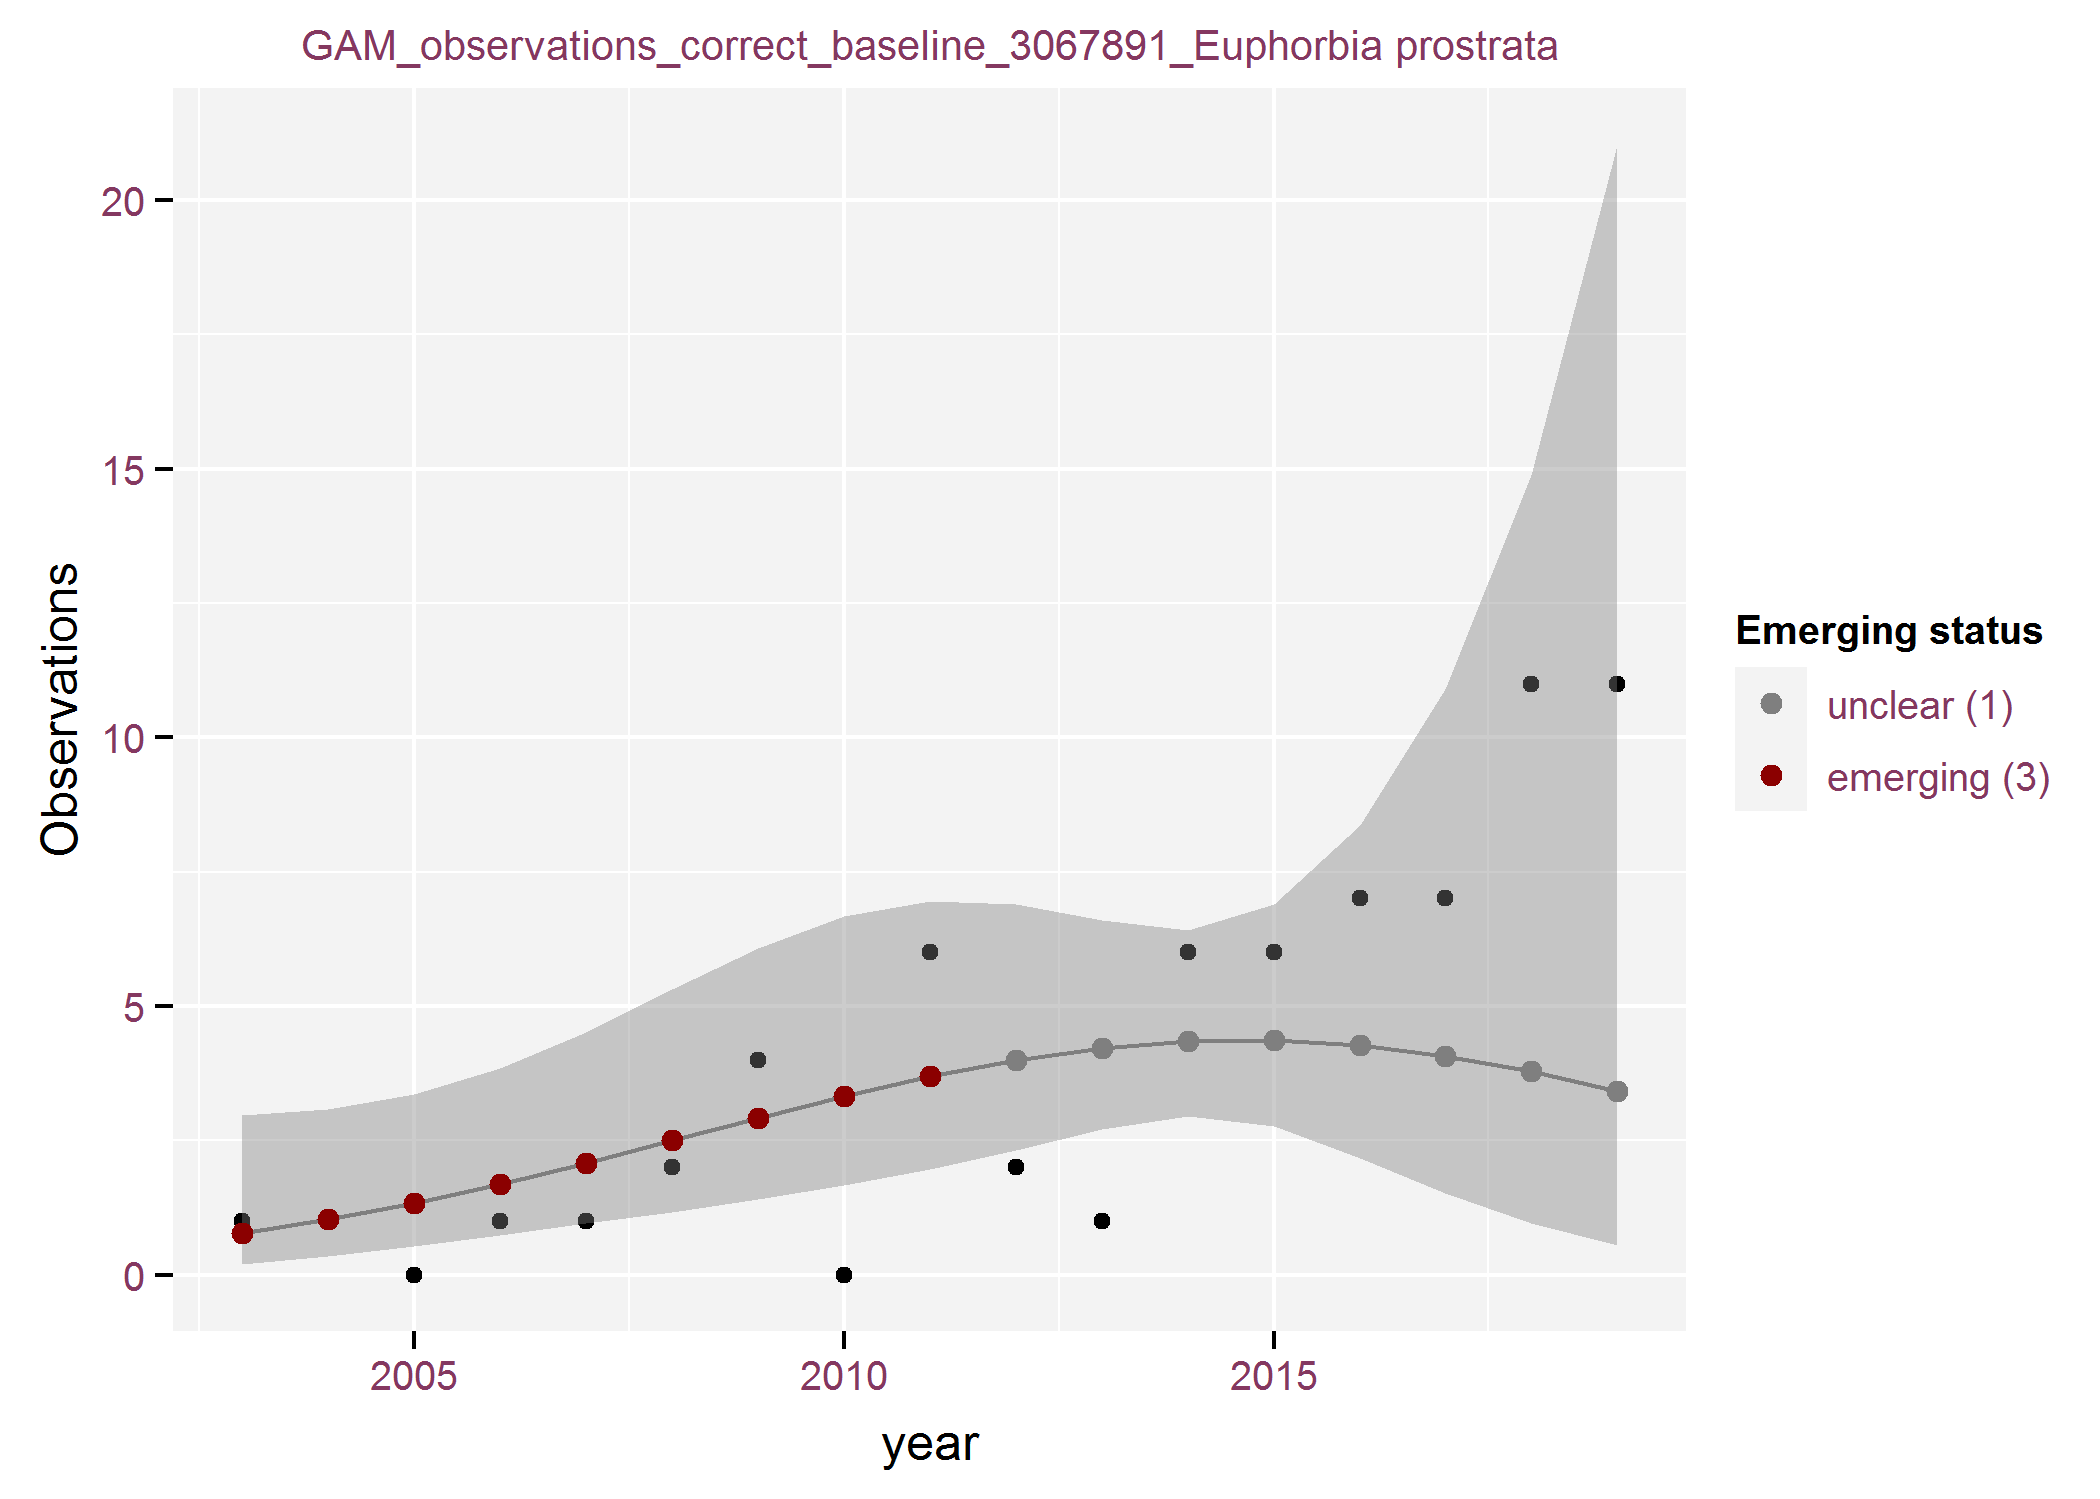 GAM_observations_correct_baseline_3067891_Euphorbia prostrata
20
15
10
5
0
Observations
2005
2010
2015
year
Emerging status
unclear (1)
emerging (3)